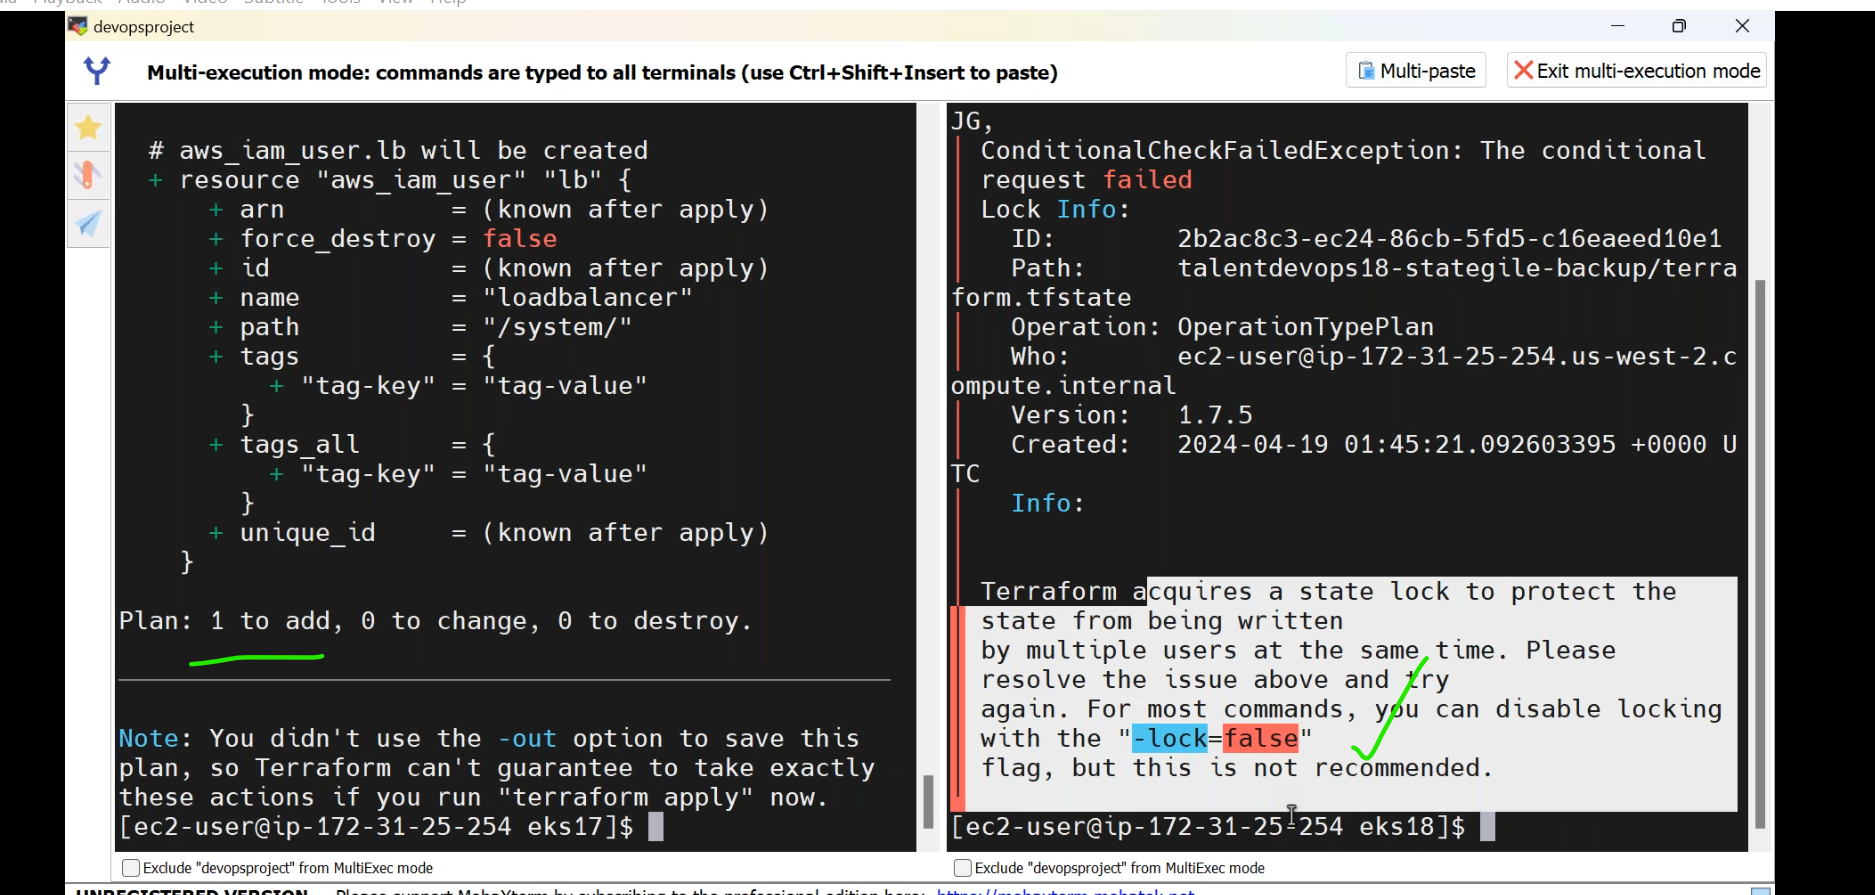 Playback Audio Video Subtitle Tools View Help
devopsproject
Multi-execution mode: commands are typed to all terminals (use Ctrl+Shift+Insert to paste)
Multi-paste
Exit multi-execution mode
# aws_iam_user.lb will be created
+ resource "aws_iam_user" "lb" {
+ arn = (known after apply)
+ force_destroy = false
+ id = (known after apply)
+ name = "loadbalancer"
+ path = "/system/"
+ tags = {
+ "tag-key" = "tag-value"
}
+ tags_all = {
+ "tag-key" = "tag-value"
}
+ unique_id = (known after apply)
}
Plan: 1 to add, 0 to change, 0 to destroy.
Note: You didn't use the -out option to save this
plan, so Terraform can't guarantee to take exactly
these actions if you run "terraform apply" now.
[ec2-user@ip-172-31-25-254 eks17]$
Exclude "devopsproject" from MultiExec mode
JG,
ConditionalCheckFailedException: The conditional
request failed
Lock Info:
ID: 2b2ac8c3-ec24-86cb-5fd5-c16eaeed10e1
Path: talentdevops18-stategile-backup/terra
form.tfstate
Operation: OperationTypePlan
Who: ec2-user@ip-172-31-25-254.us-west-2.c
ompute.internal
Version: 1.7.5
Created: 2024-04-19 01:45:21.092603395 +0000 U
TC
Info:
Terraform acquires a state lock to protect the
state from being written
by multiple users at the same time. Please
resolve the issue above and try
again. For most commands, you can disable locking
with the "-lock=false"
flag, but this is not recommended.
[ec2-user@ip-172-31-25-254 eks18]$
Exclude "devopsproject" from MultiExec mode
UNREGISTERED VERSION - Please support MobaXterm by subscribing to the professional edition here: https://mobaxterm.mobatek.net